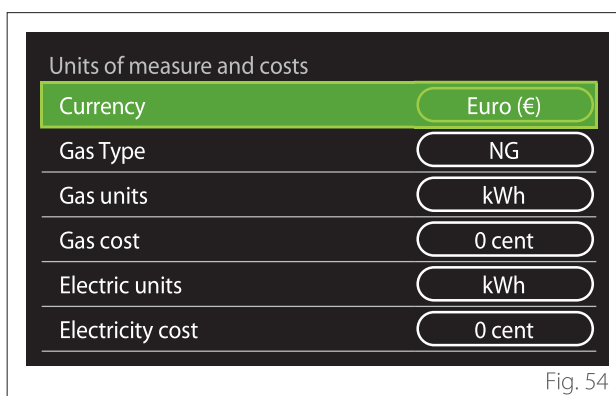 Units of measure and costs
Currency Euro (€)
Gas Type NG
Gas units kWh
Gas cost 0 cent
Electric units kWh
Electricity cost 0 cent
Fig. 54